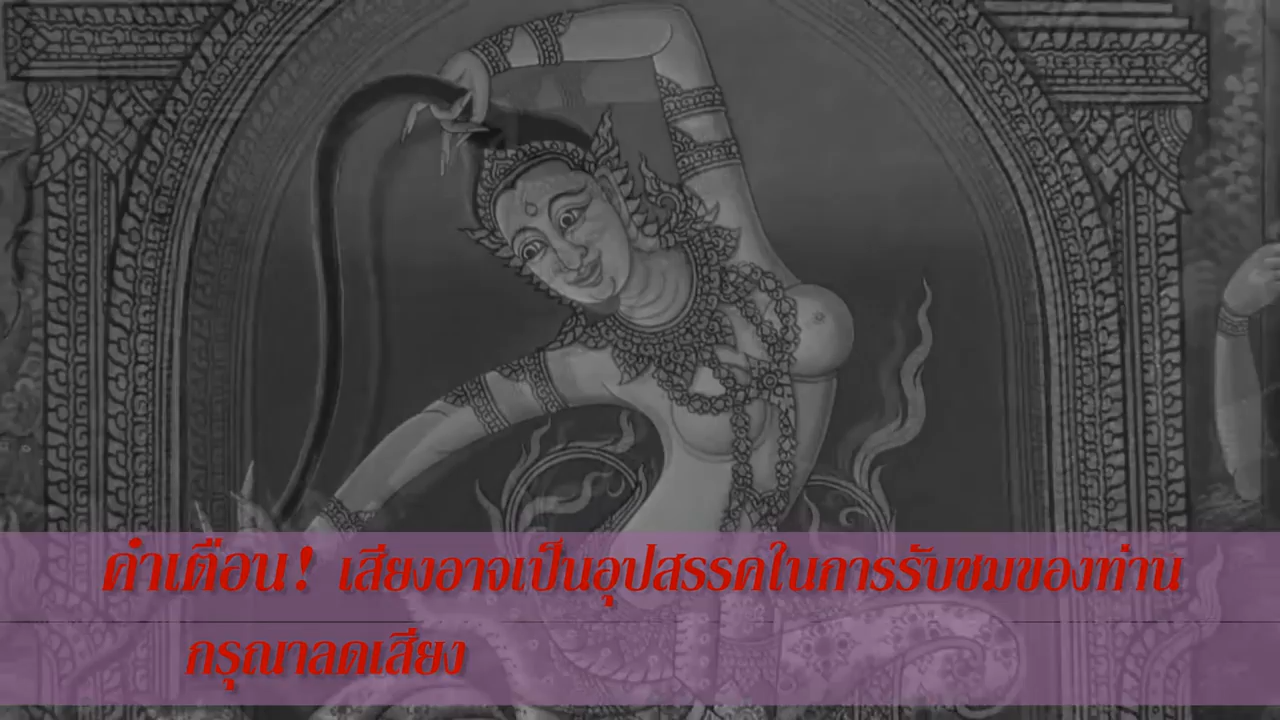 คำเตือน! เสียงอาจเป็นอุปสรรคในการรับชมของท่าน
กรุณาลดเสียง